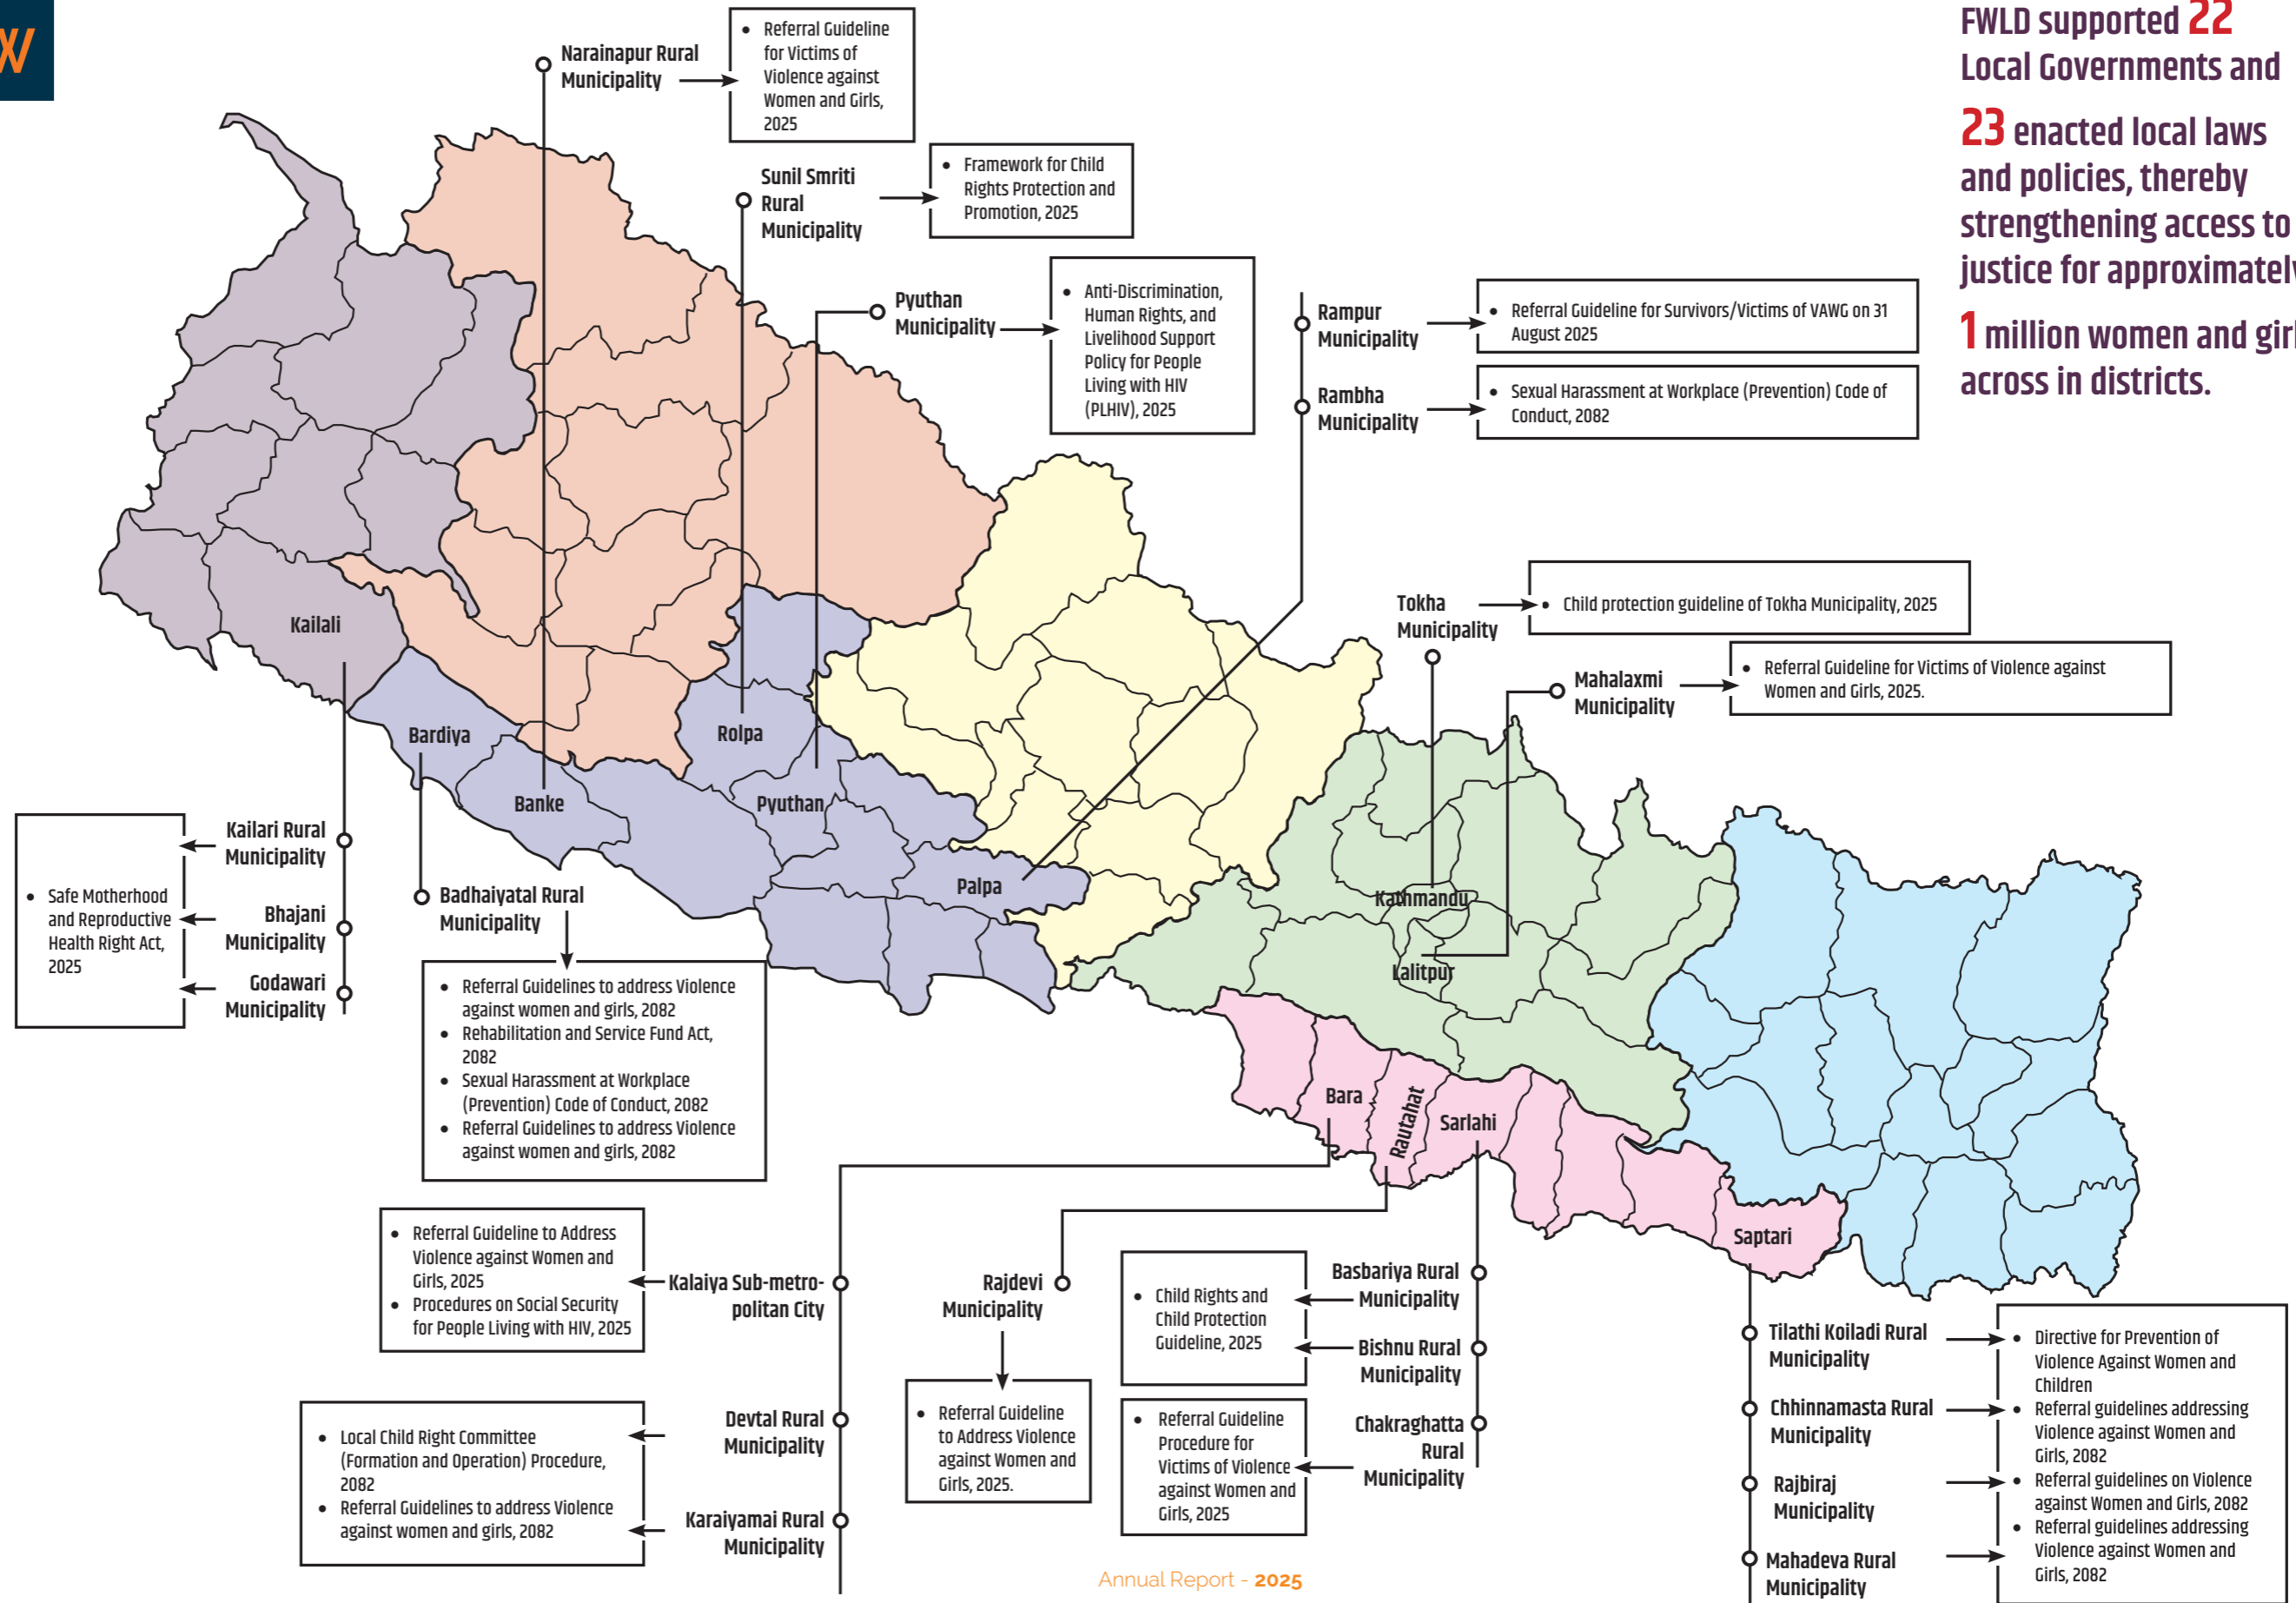 W
FWLD supported 22
Local Governments and
23 enacted local laws
and policies, thereby
strengthening access to
justice for approximately
1 million women and girl
across in districts.
Narainapur Rural
Municipality
• Referral Guideline
for Victims of
Violence against
Women and Girls,
2025
Sunil Smriti
Rural
Municipality
• Framework for Child
Rights Protection and
Promotion, 2025
Pyuthan
Municipality
• Anti-Discrimination,
Human Rights, and
Livelihood Support
Policy for People
Living with HIV
(PLHIV), 2025
Rampur
Municipality
• Referral Guideline for Survivors/Victims of VAWG on 31
August 2025
Rambha
Municipality
• Sexual Harassment at Workplace (Prevention) Code of
Conduct, 2082
Tokha
Municipality
• Child protection guideline of Tokha Municipality, 2025
Mahalaxmi
Municipality
• Referral Guideline for Victims of Violence against
Women and Girls, 2025.
Kailali
Bardiya
Banke
Rolpa
Pyuthan
Palpa
Kathmandu
Lalitpur
Bara
Rautahat
Sarlahi
Saptari
Kailari Rural
Municipality
Bhajani
Municipality
Godawari
Municipality
• Safe Motherhood
and Reproductive
Health Right Act,
2025
Badhaiyatal Rural
Municipality
• Referral Guidelines to address Violence
against women and girls, 2082
• Rehabilitation and Service Fund Act,
2082
• Sexual Harassment at Workplace
(Prevention) Code of Conduct, 2082
• Referral Guidelines to address Violence
against women and girls, 2082
• Referral Guideline to Address
Violence against Women and
Girls, 2025
• Procedures on Social Security
for People Living with HIV, 2025
Kalaiya Sub-metro-
politan City
• Local Child Right Committee
(Formation and Operation) Procedure,
2082
• Referral Guidelines to address Violence
against women and girls, 2082
Devtal Rural
Municipality
Karaiyamai Rural
Municipality
Rajdevi
Municipality
• Referral Guideline
to Address Violence
against Women and
Girls, 2025.
• Child Rights and
Child Protection
Guideline, 2025
Basbariya Rural
Municipality
Bishnu Rural
Municipality
• Referral Guideline
Procedure for
Victims of Violence
against Women and
Girls, 2025
Chakraghatta
Rural
Municipality
Tilathi Koiladi Rural
Municipality
Chhinnamasta Rural
Municipality
Rajbiraj
Municipality
Mahadeva Rural
Municipality
• Directive for Prevention of
Violence Against Women and
Children
• Referral guidelines addressing
Violence against Women and
Girls, 2082
• Referral guidelines on Violence
against Women and Girls, 2082
• Referral guidelines addressing
Violence against Women and
Girls, 2082
Annual Report - 2025